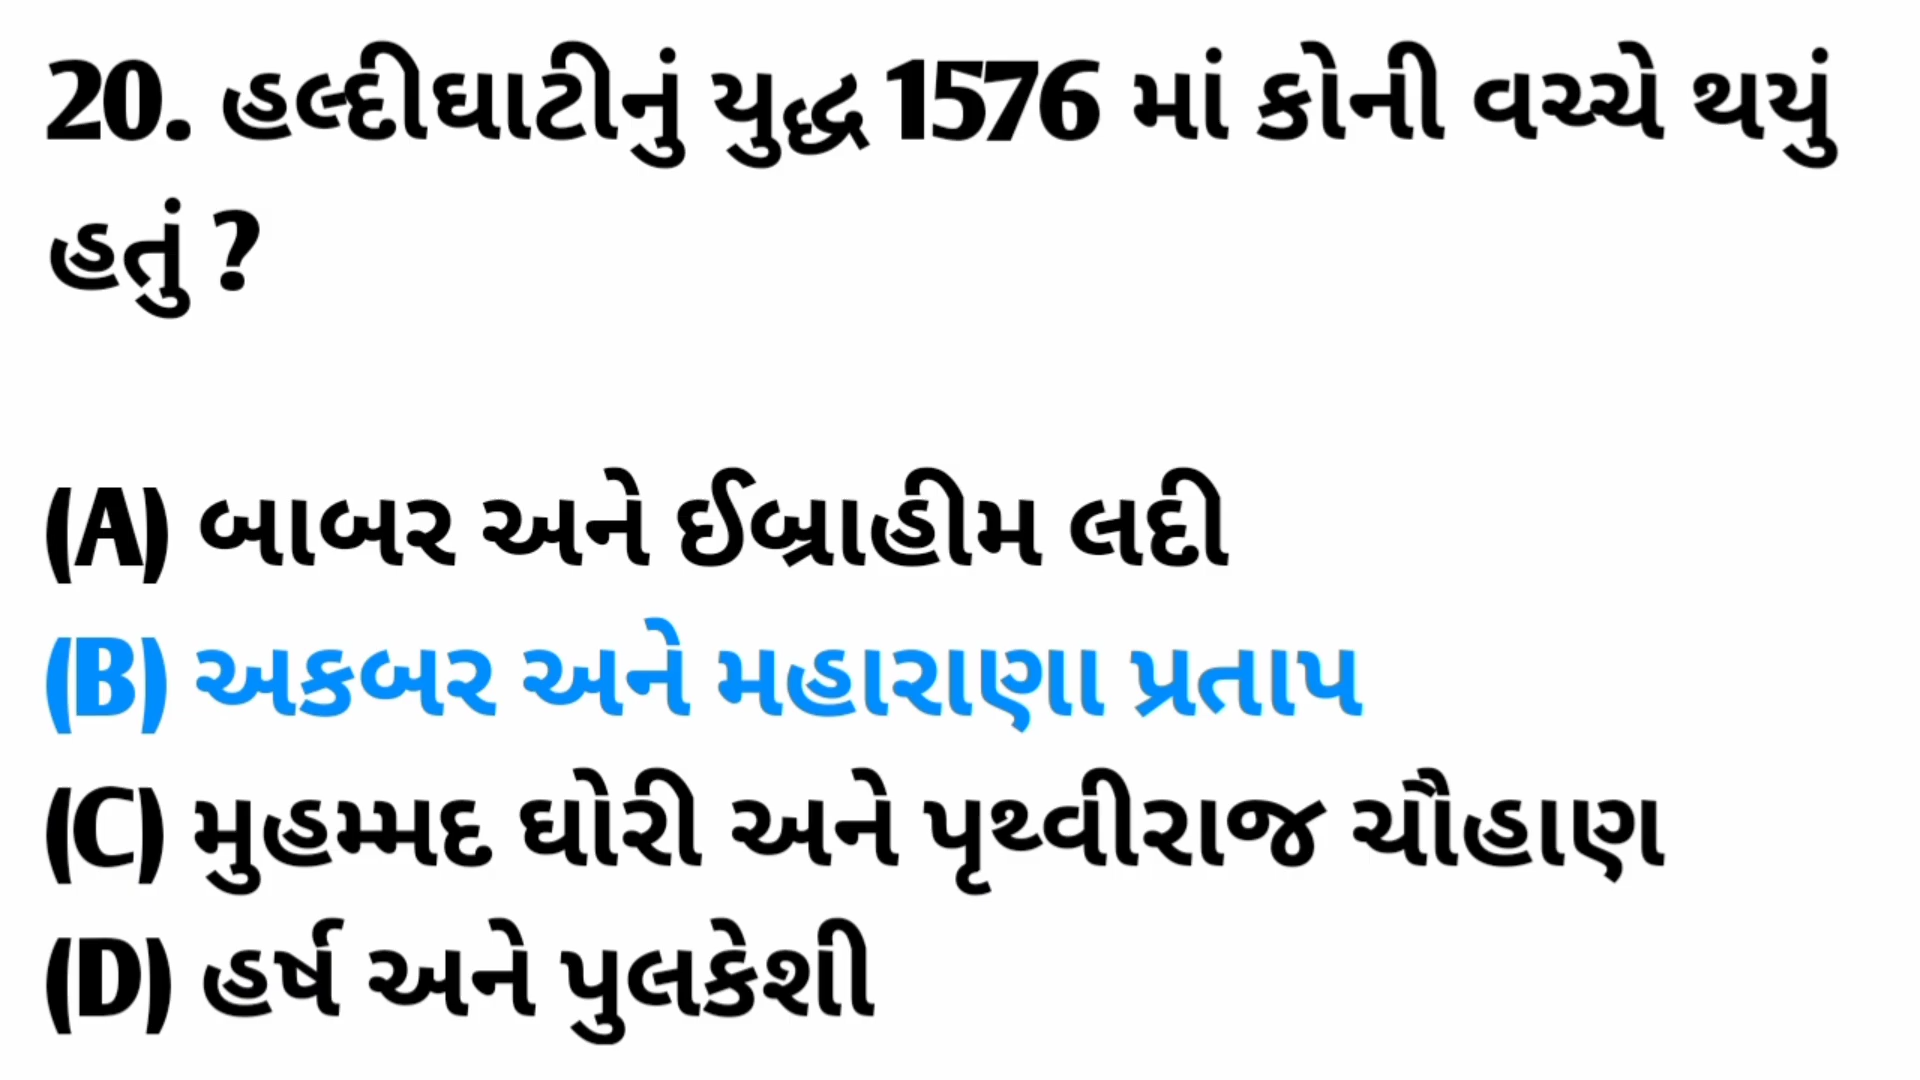 20. હલ્દીઘાટીનું યુદ્ધ 1576 માં કોની વચ્ચે થયું
હતું ?
(A) બાબર અને ઈબ્રાહીમ લદી
(B) અકબર અને મહારાણા પ્રતાપ
(C) મુહમ્મદ ઘોરી અને પૃથ્વીરાજ ચૌહાણ
(D) હર્ષ અને પુલકેશી